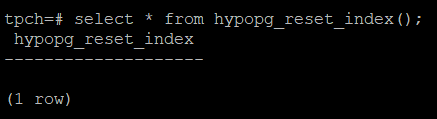 tpch=# select * from hypopg_reset_index();
 hypopg_reset_index
--------------------

(1 row)